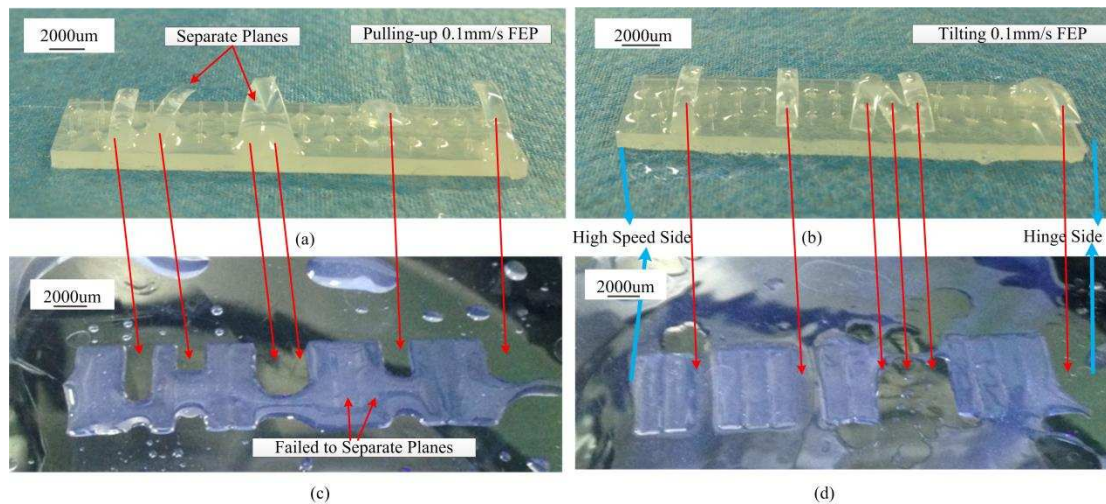 2000um
Separate Planes
Pulling-up 0.1mm/s FEP
(a)
2000um
Tilting 0.1mm/s FEP
(b)
High Speed Side
Hinge Side
2000um
Failed to Separate Planes
(c)
2000um
(d)